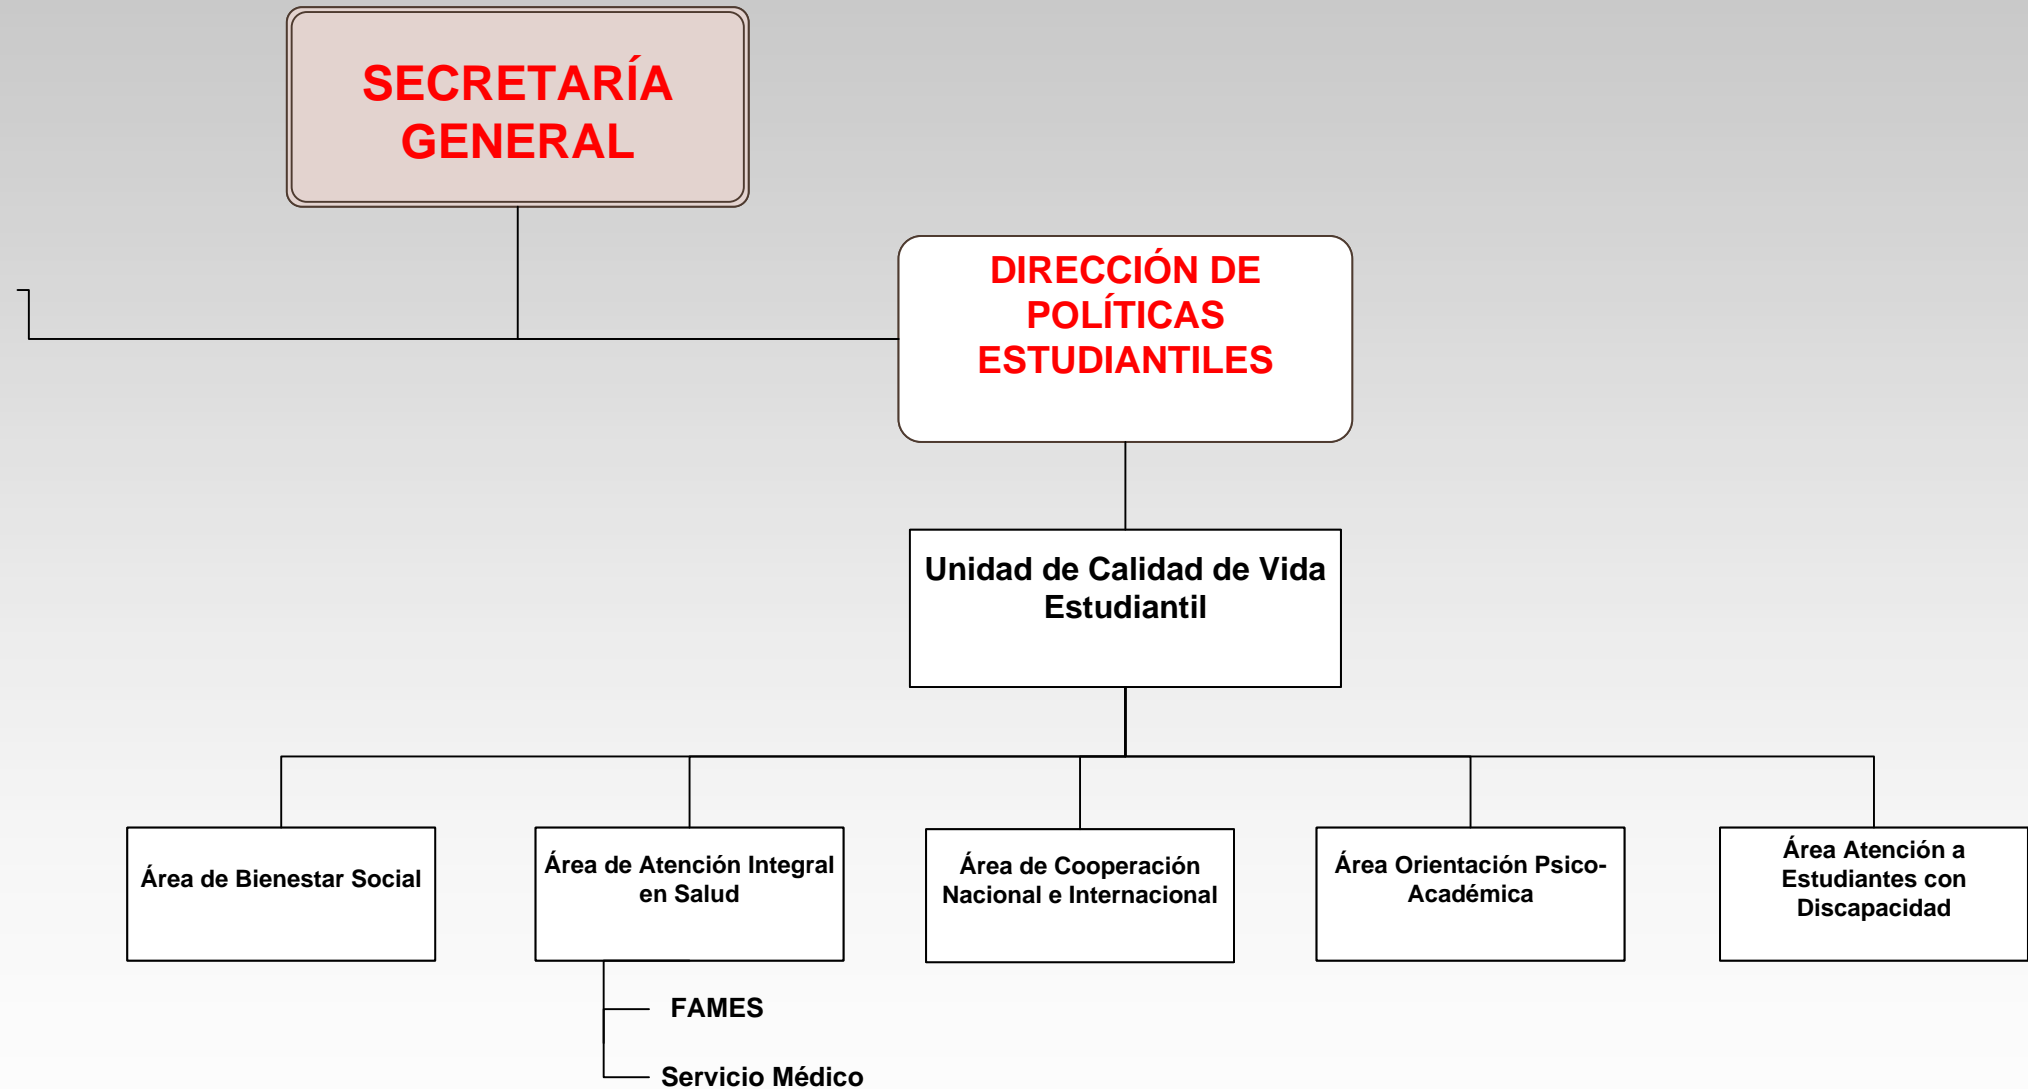 SECRETARÍA
GENERAL
DIRECCIÓN DE
POLÍTICAS
ESTUDIANTILES
Unidad de Calidad de Vida
Estudiantil
Área de Bienestar Social
Área de Atención Integral
en Salud
Área de Cooperación
Nacional e Internacional
Área Orientación Psico-
Académica
Área Atención a
Estudiantes con
Discapacidad
FAMES
Servicio Médico